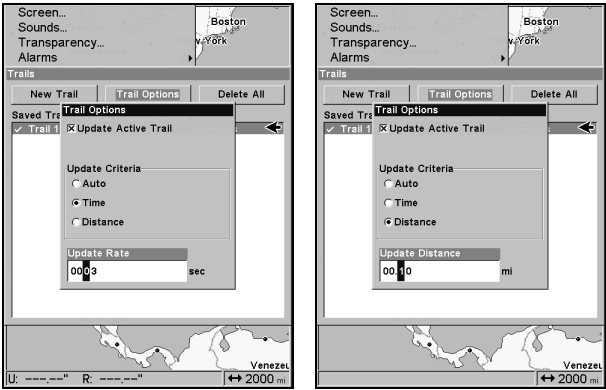 Screen...
Sounds...
Transparency...
Alarms
Boston
York
Trails
New Trail Trail Options Delete All
Saved Tra
Trail 1
Trail Options
Update Active Trail
Update Criteria
Auto
Time
Distance
Update Rate
0003 sec
Venezuel
U: ---.--" R: ---.--" 2000 mi
Screen...
Sounds...
Transparency...
Alarms
Boston
York
Trails
New Trail Trail Options Delete All
Saved Tra
Trail 1
Trail Options
Update Active Trail
Update Criteria
Auto
Time
Distance
Update Distance
00.10 mi
Venezuel
2000 mi